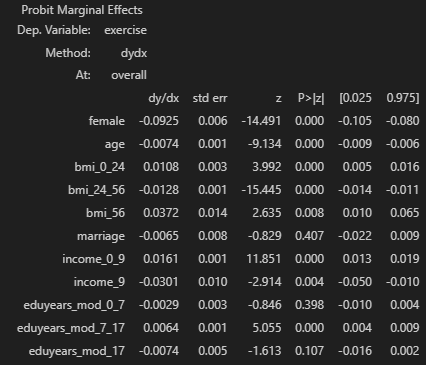 Probit Marginal Effects
Dep. Variable: exercise
Method: dydx
At: overall
dy/dx std err z P>|z| [0.025 0.975]
female -0.0925 0.006 -14.491 0.000 -0.105 -0.080
age -0.0074 0.001 -9.134 0.000 -0.009 -0.006
bmi_0_24 0.0108 0.003 3.992 0.000 0.005 0.016
bmi_24_56 -0.0128 0.001 -15.445 0.000 -0.014 -0.011
bmi_56 0.0372 0.014 2.635 0.008 0.010 0.065
marriage -0.0065 0.008 -0.829 0.407 -0.022 0.009
income_0_9 0.0161 0.001 11.851 0.000 0.013 0.019
income_9 -0.0301 0.010 -2.914 0.004 -0.050 -0.010
eduyears_mod_0_7 -0.0029 0.003 -0.846 0.398 -0.010 0.004
eduyears_mod_7_17 0.0064 0.001 5.055 0.000 0.004 0.009
eduyears_mod_17 -0.0074 0.005 -1.613 0.107 -0.016 0.002